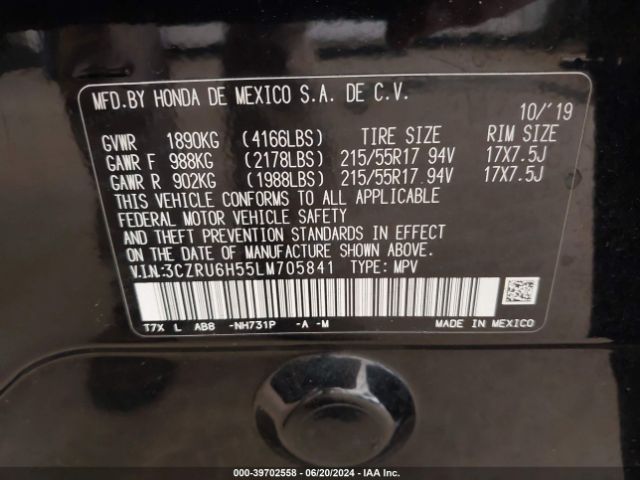 MFD.BY HONDA DE MEXICO S.A. DE C.V.
10/'19
GVWR 1890KG (4166LBS) TIRE SIZE RIM SIZE
GAWR F 988KG (2178LBS) 215/55R17 94V 17X7.5J
GAWR R 902KG (1988LBS) 215/55R17 94V 17X7.5J
THIS VEHICLE CONFORMS TO ALL APPLICABLE
FEDERAL MOTOR VEHICLE SAFETY
AND THEFT PREVENTION STANDARDS IN EFFECT
ON THE DATE OF MANUFACTURE SHOWN ABOVE.
V.I.N:3CZRU6H55LM705841 TYPE: MPV
T7X L AB8 -NH731P -A -M MADE IN MEXICO
000-39702558 - 06/20/2024 - IAA Inc.